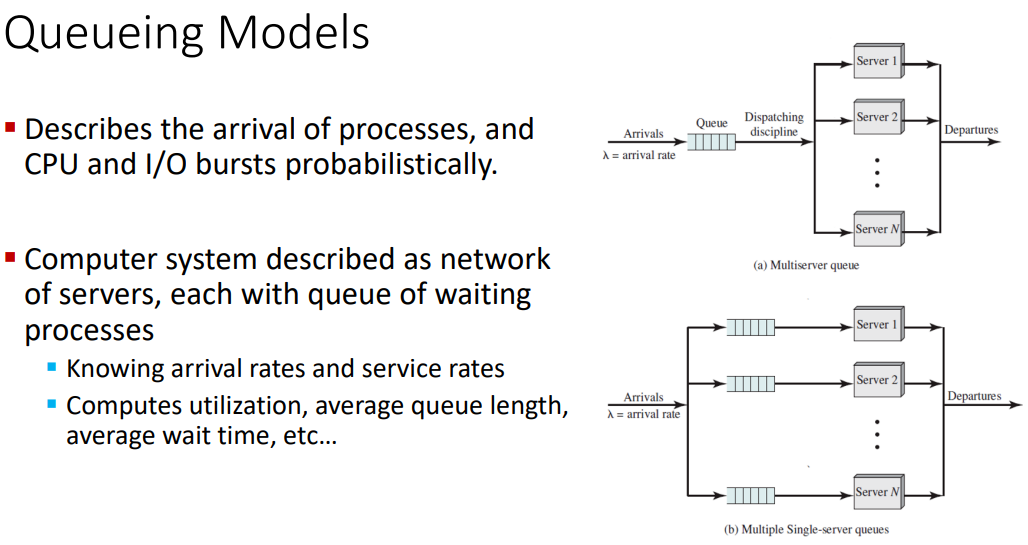 Queueing Models
Describes the arrival of processes, and
CPU and I/O bursts probabilistically.
Computer system described as network
of servers, each with queue of waiting
processes
Knowing arrival rates and service rates
Computes utilization, average queue length,
average wait time, etc…
Arrivals
λ = arrival rate
Queue
Dispatching
discipline
Server 1
Server 2
Server N
Departures
(a) Multiserver queue
Arrivals
λ = arrival rate
Server 1
Server 2
Server N
Departures
(b) Multiple Single-server queues